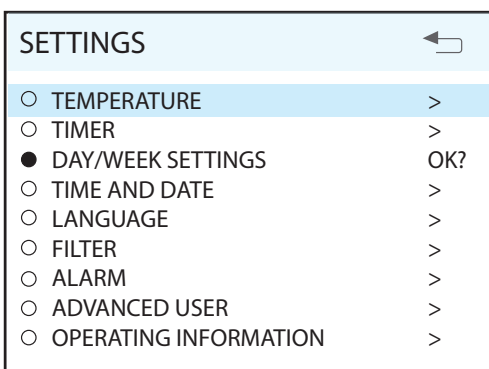 SETTINGS
TEMPERATURE >
TIMER >
DAY/WEEK SETTINGS OK?
TIME AND DATE >
LANGUAGE >
FILTER >
ALARM >
ADVANCED USER >
OPERATING INFORMATION >